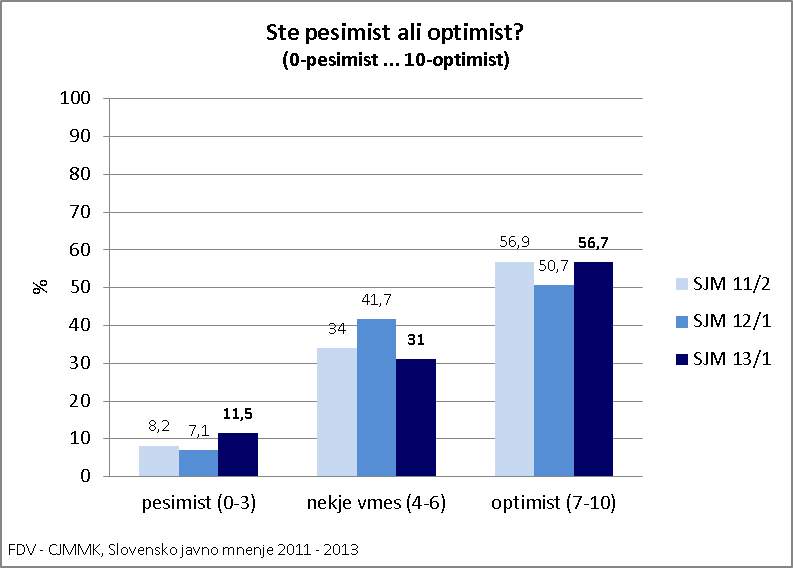 Ste pesimist ali optimist?
(0-pesimist ... 10-optimist)
100
90
80
70
60
50
40
30
20
10
0
%
8,2
7,1
11,5
34
41,7
31
56,9
50,7
56,7
pesimist (0-3)
nekje vmes (4-6)
optimist (7-10)
SJM 11/2
SJM 12/1
SJM 13/1
FDV - CJMMK, Slovensko javno mnenje 2011 - 2013